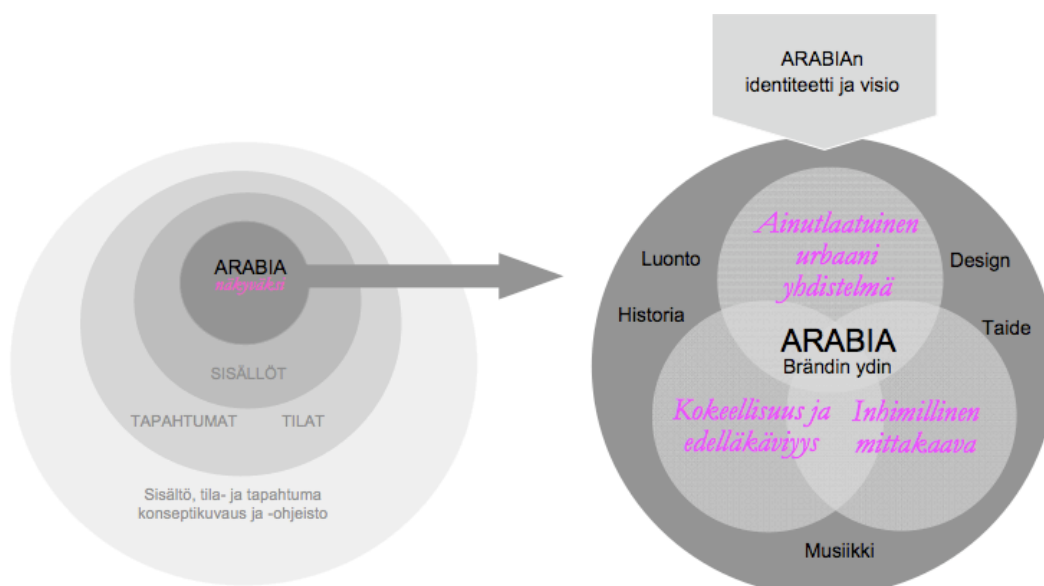 ARABIA
näkyväksi
SISÄLLÖT
TAPAHTUMAT TILAT
Sisältö, tila- ja tapahtuma
konseptikuvaus ja -ohjeisto
ARABIAn
identiteetti ja visio
Ainutlaatuinen
urbaani
yhdistelmä
Luonto
Design
Historia
Taide
ARABIA
Brändin ydin
Kokeellisuus ja
edelläkäviyys
Inhimillinen
mittakaava
Musiikki